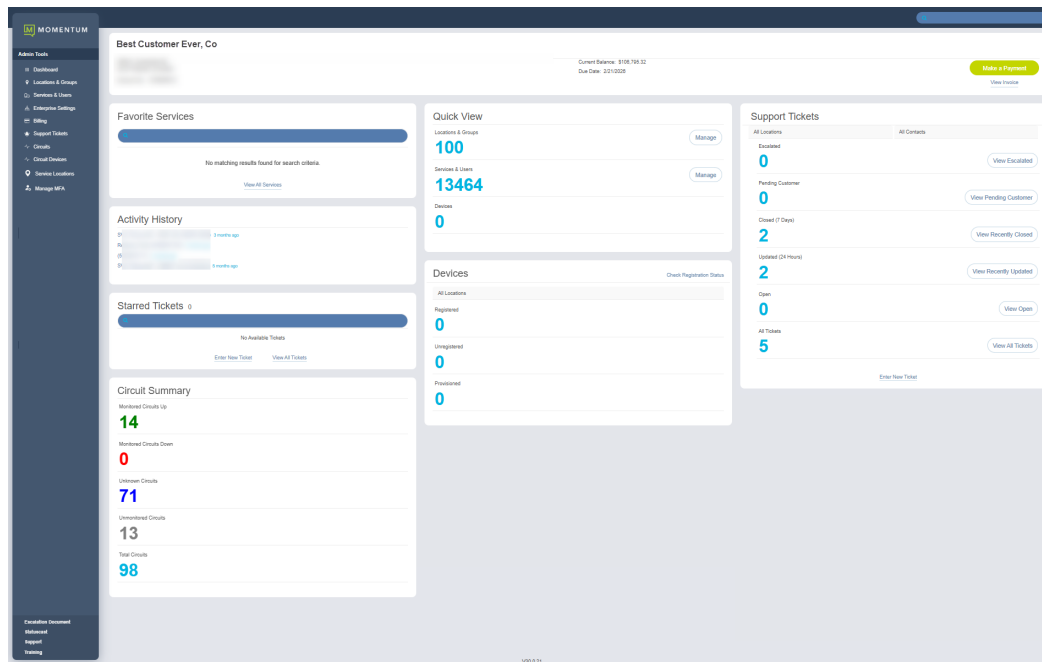 MOMENTUM
Admin Tools
Dashboard
Locations & Groups
Services & Users
Enterprise Settings
Billing
Support Tickets
Circuits
Circuit Devices
Service Locations
Manage MFA
Escalation Document
Statuscast
Support
Training
Best Customer Ever, Co
Current Balance: $106,795.32
Due Date: 2/21/2026
Make a Payment
View Invoice
Favorite Services
No matching results found for search criteria.
View All Services
Activity History
3 months ago
Starred Tickets 0
No Available Tickets
Enter New Ticket View All Tickets
Circuit Summary
Monitored Circuits Up
14
Monitored Circuits Down
0
Unknown Circuits
71
Unmonitored Circuits
13
Total Circuits
98
Quick View
Locations & Groups
100
Manage
Services & Users
13464
Manage
Devices
0
Devices
Check Registration Status
All Locations
Registered
0
Unregistered
0
Provisioned
0
Support Tickets
All Locations All Contacts
Escalated
0
View Escalated
Pending Customer
0
View Pending Customer
Closed (7 Days)
2
View Recently Closed
Updated (24 Hours)
2
View Recently Updated
Open
0
View Open
All Tickets
5
View All Tickets
Enter New Ticket